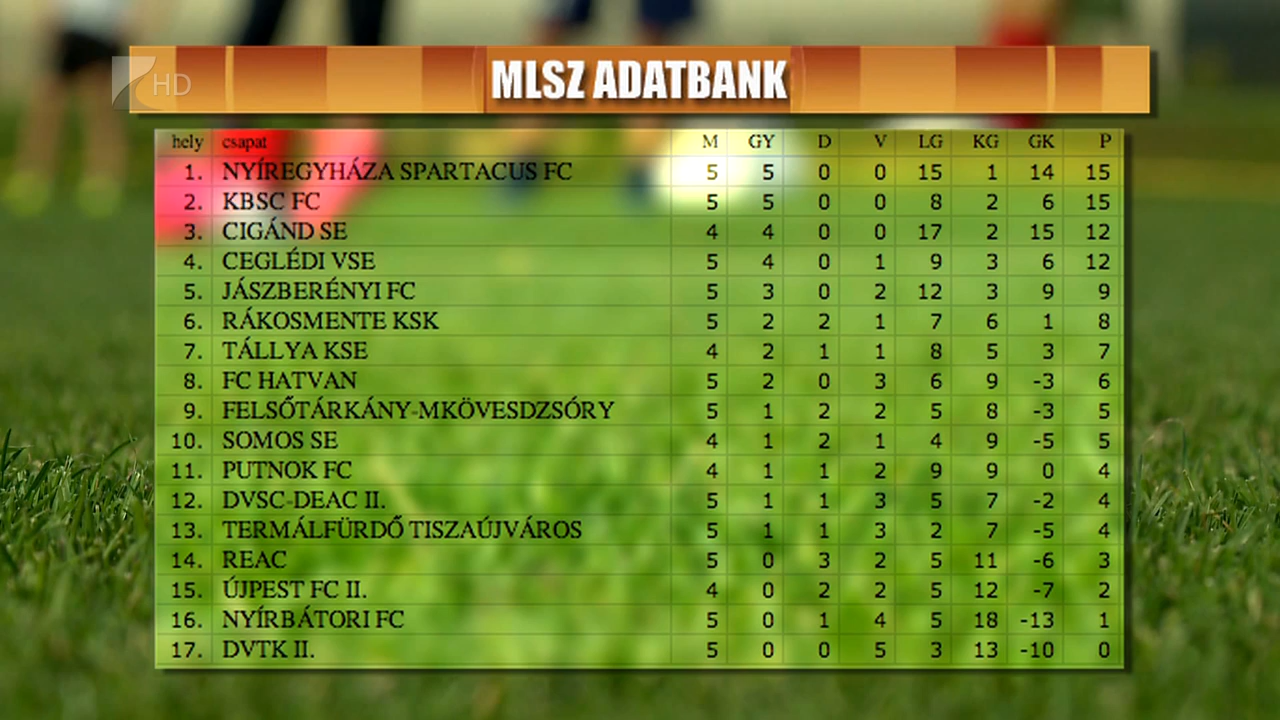 HD
MLSZ ADATBANK
hely csapat M GY D V LG KG GK P
1. NYÍREGYHÁZA SPARTACUS FC 5 5 0 0 15 1 14 15
2. KBSC FC 5 5 0 0 8 2 6 15
3. CIGÁND SE 4 4 0 0 17 2 15 12
4. CEGLÉDI VSE 5 4 0 1 9 3 6 12
5. JÁSZBERÉNYI FC 5 3 0 2 12 3 9 9
6. RÁKOSMENTE KSK 5 2 2 1 7 6 1 8
7. TÁLLYA KSE 4 2 1 1 8 5 3 7
8. FC HATVAN 5 2 0 3 6 9 -3 6
9. FELSŐTÁRKÁNY-MKÖVESDZSÓRY 5 1 2 2 5 8 -3 5
10. SOMOS SE 4 1 2 1 4 9 -5 5
11. PUTNOK FC 4 1 1 2 9 9 0 4
12. DVSC-DEAC II. 5 1 1 3 5 7 -2 4
13. TERMÁLFÜRDŐ TISZAÚJVÁROS 5 1 1 3 2 7 -5 4
14. REAC 5 0 3 2 5 11 -6 3
15. ÚJPEST FC II. 4 0 2 2 5 12 -7 2
16. NYÍRBÁTORI FC 5 0 1 4 5 18 -13 1
17. DVTK II. 5 0 0 5 3 13 -10 0